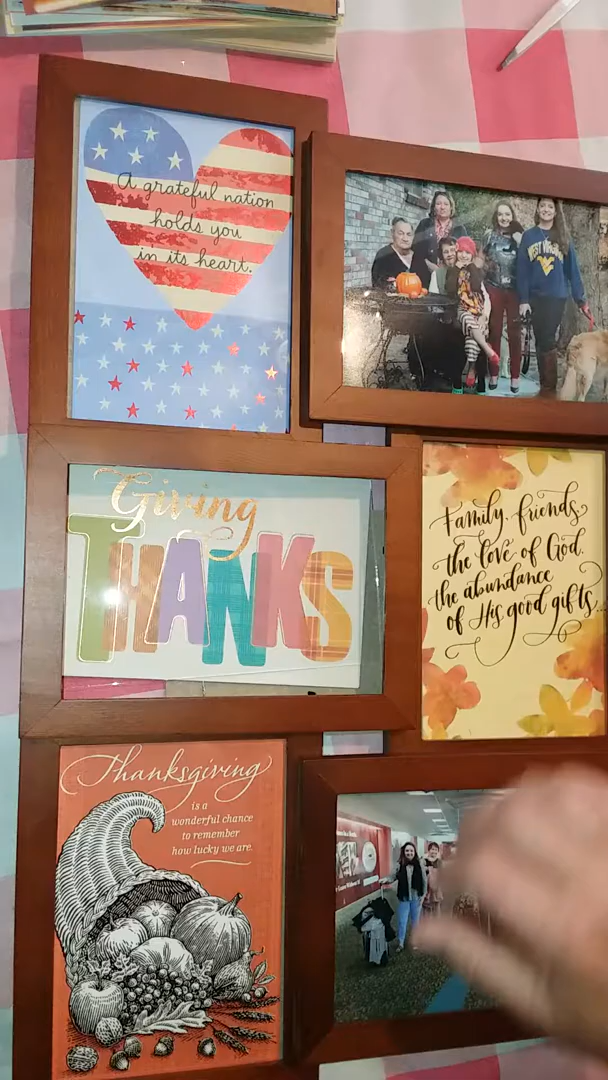 A grateful nation
holds you
in its heart.
WEST VIRGINIA
Giving
THANKS
Family, friends,
the love of God,
the abundance
of His good gifts...
Thanksgiving
is a
wonderful chance
to remember
how lucky we are.